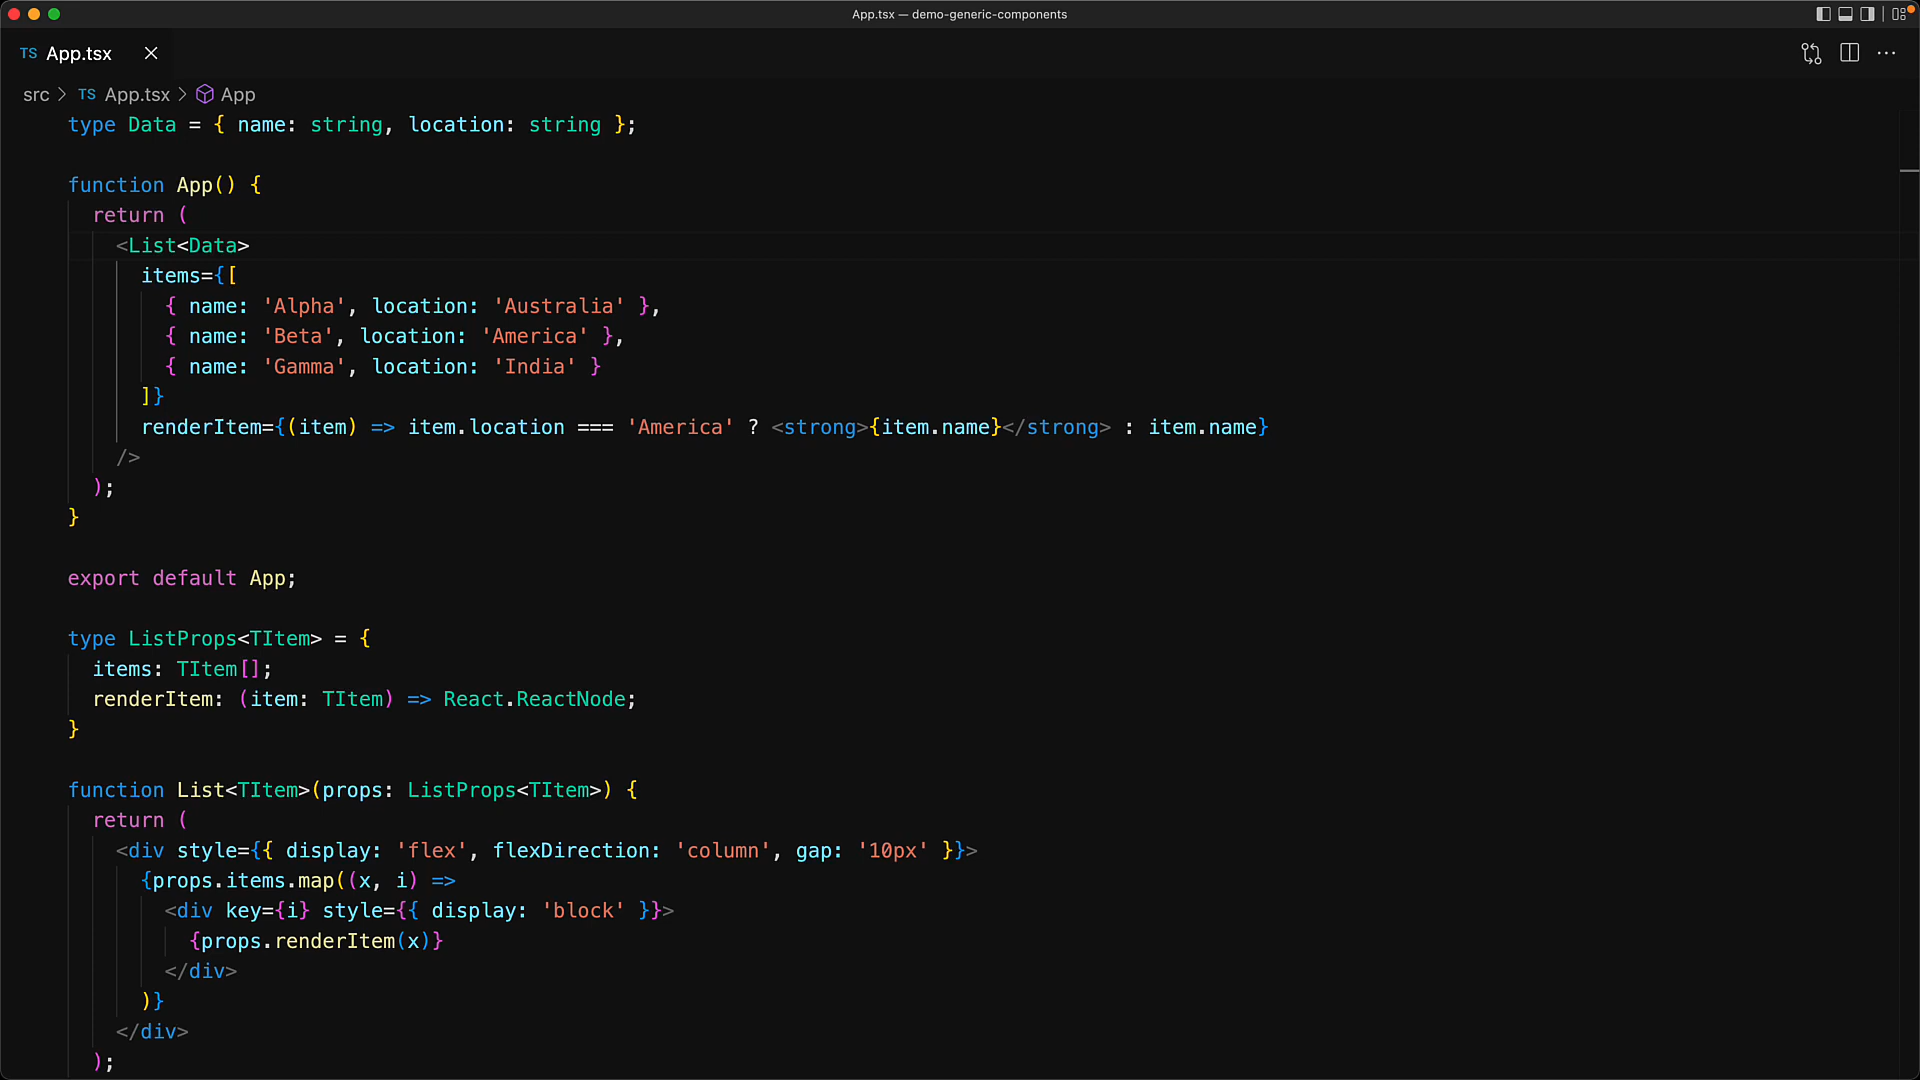 App.tsx — demo-generic-components
TS App.tsx
src > TS App.tsx > App
type Data = { name: string, location: string };
function App() {
  return (
    <List<Data>
      items={[
        { name: 'Alpha', location: 'Australia' },
        { name: 'Beta', location: 'America' },
        { name: 'Gamma', location: 'India' }
      ]}
      renderItem={(item) => item.location === 'America' ? <strong>{item.name}</strong> : item.name}
    />
  );
}
export default App;
type ListProps<TItem> = {
  items: TItem[];
  renderItem: (item: TItem) => React.ReactNode;
}
function List<TItem>(props: ListProps<TItem>) {
  return (
    <div style={{ display: 'flex', flexDirection: 'column', gap: '10px' }}>
      {props.items.map((x, i) =>
        <div key={i} style={{ display: 'block' }}>
          {props.renderItem(x)}
        </div>
      )}
    </div>
  );